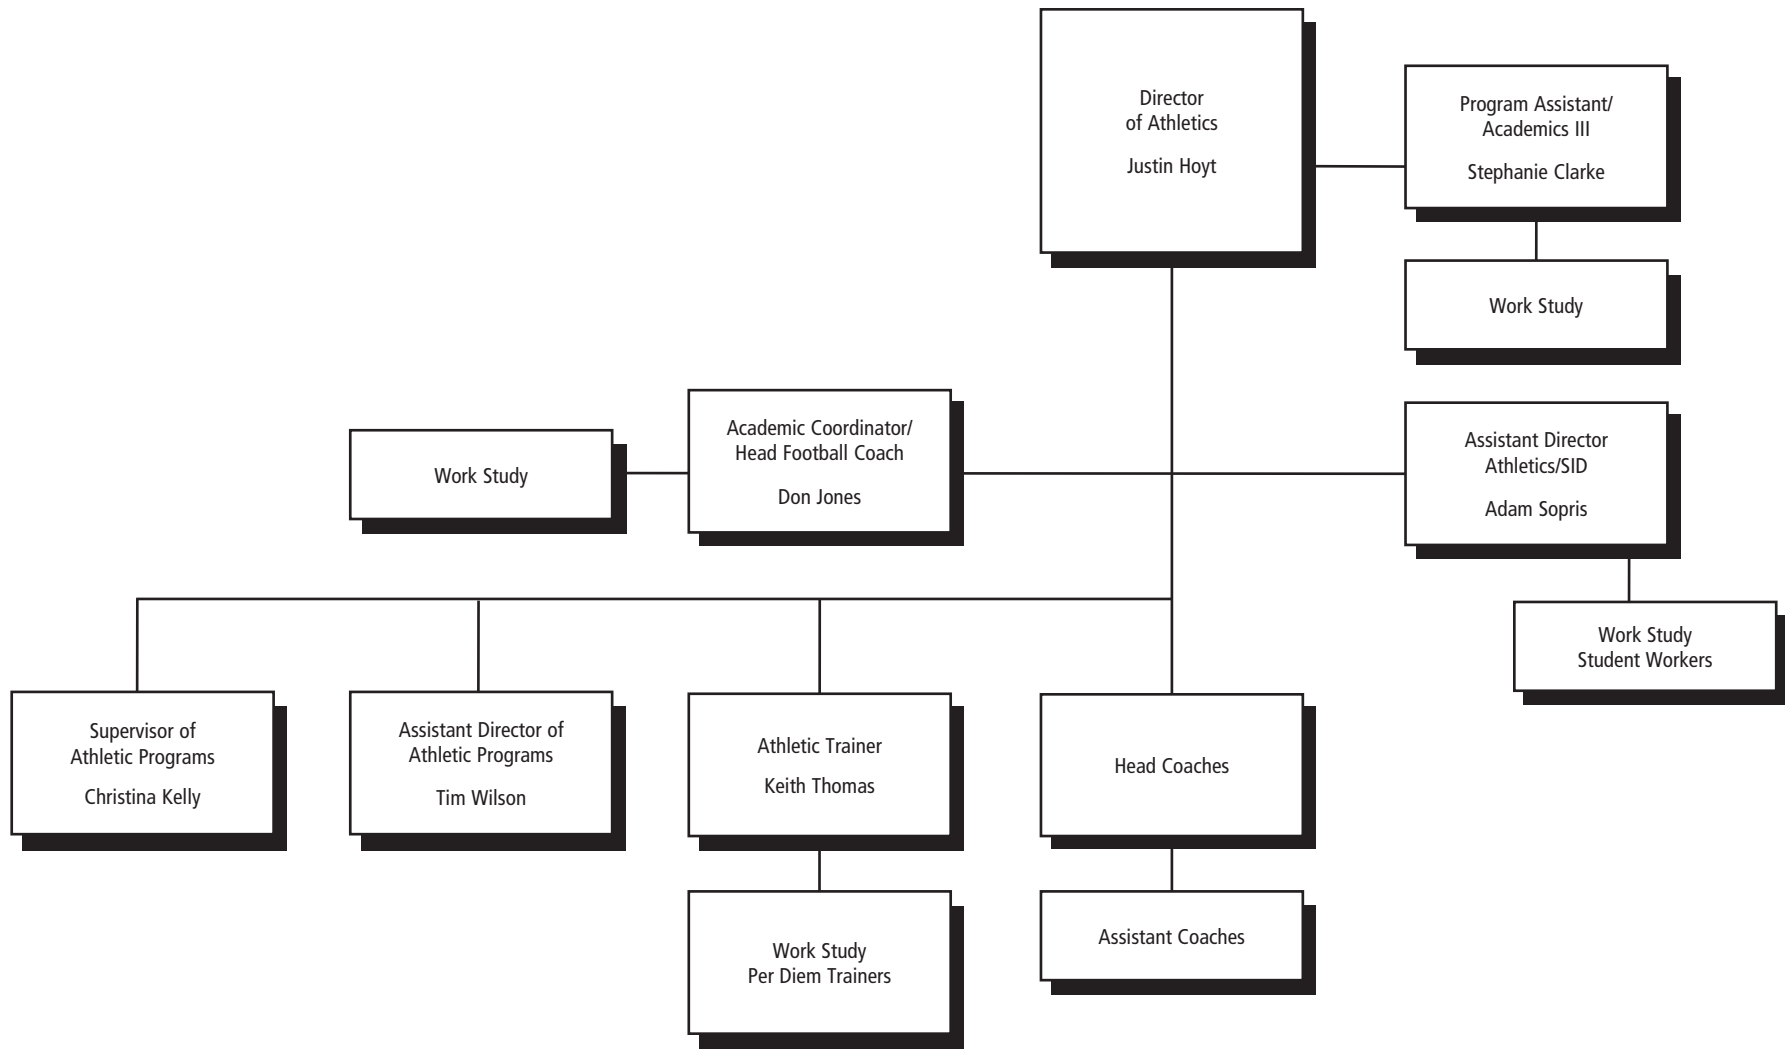 Director
of Athletics
Justin Hoyt
Program Assistant/
Academics III
Stephanie Clarke
Work Study
Work Study
Academic Coordinator/
Head Football Coach
Don Jones
Assistant Director
Athletics/SID
Adam Sopris
Work Study
Student Workers
Supervisor of
Athletic Programs
Christina Kelly
Assistant Director of
Athletic Programs
Tim Wilson
Athletic Trainer
Keith Thomas
Head Coaches
Work Study
Per Diem Trainers
Assistant Coaches